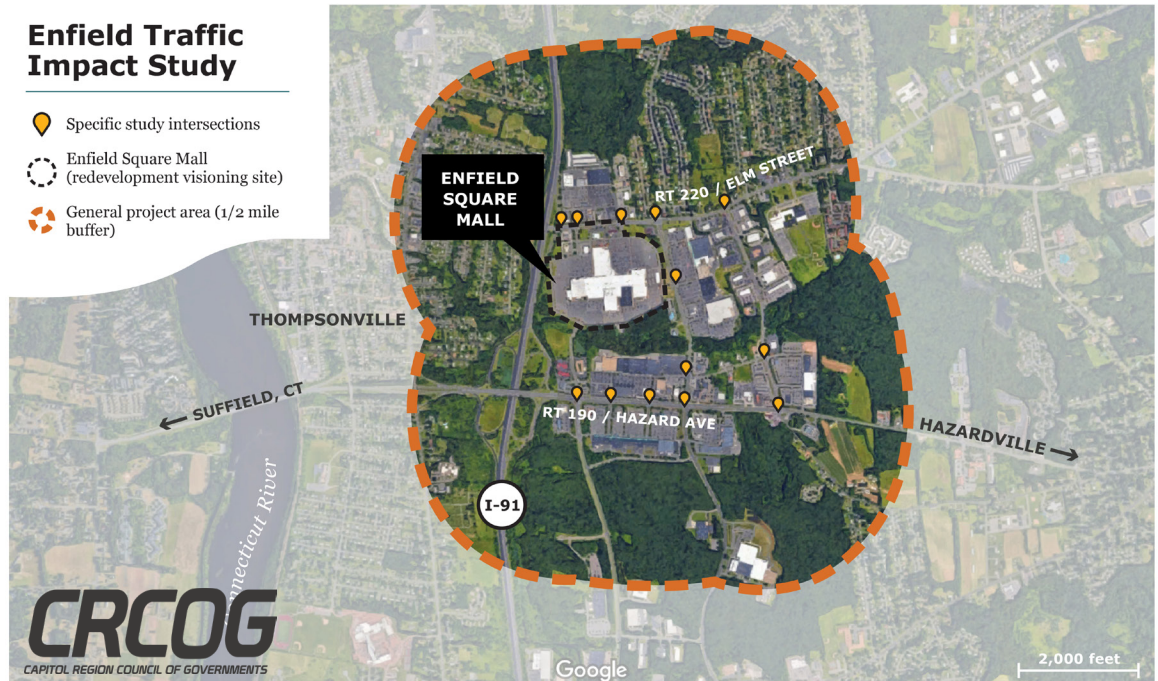 Enfield Traffic
Impact Study
Specific study intersections
Enfield Square Mall
(redevelopment visioning site)
General project area (1/2 mile
buffer)
ENFIELD
SQUARE
MALL
RT 220 / ELM STREET
THOMPSONVILLE
← SUFFIELD, CT
RT 190 / HAZARD AVE
HAZARDVILLE →
I-91
Connecticut River
CRCOG
CAPITOL REGION COUNCIL OF GOVERNMENTS
Google
2,000 feet